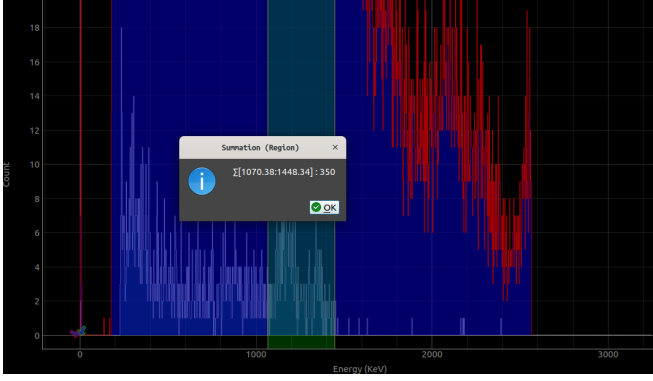 18
16
14
12
10
8
6
4
2
0
Count
Summation (Region) ×
i
∑[1070.38:1448.34] : 350
OK
0 1000 2000 3000
Energy (KeV)